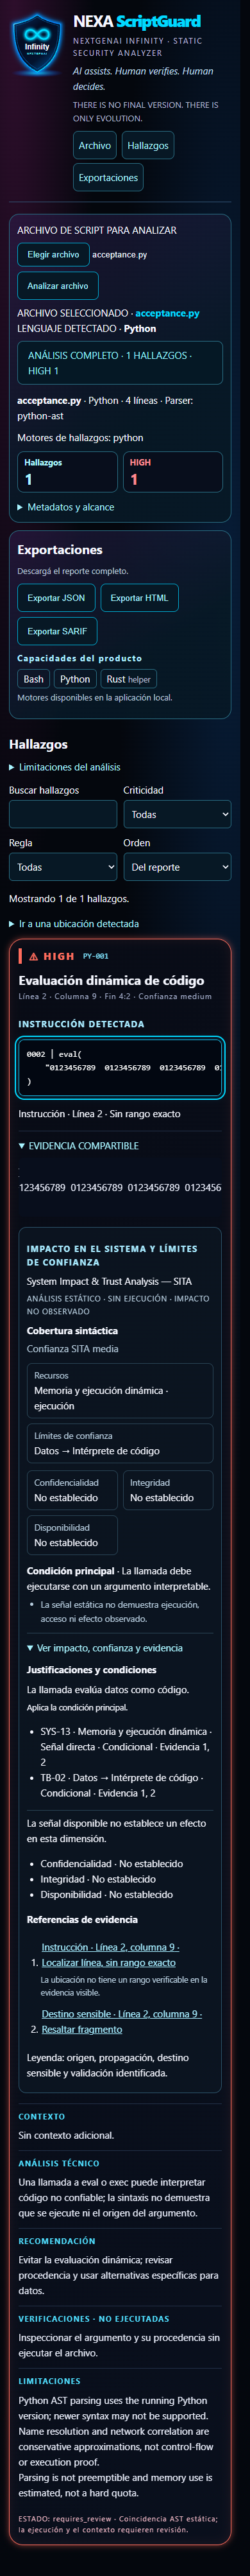 NEXA ScriptGuard
Infinity
NEXTGENAI INFINITY · STATIC
SECURITY ANALYZER
AI assists. Human verifies. Human
decides.
THERE IS NO FINAL VERSION. THERE IS
ONLY EVOLUTION.
Archivo
Hallazgos
Exportaciones
ARCHIVO DE SCRIPT PARA ANALIZAR
Elegir archivo acceptance.py
Analizar archivo
ARCHIVO SELECCIONADO · acceptance.py
LENGUAJE DETECTADO · Python
ANÁLISIS COMPLETO · 1 HALLAZGOS ·
HIGH 1
acceptance.py · Python · 4 líneas · Parser:
python-ast
Motores de hallazgos: python
Hallazgos
1
HIGH
1
▶ Metadatos y alcance
Exportaciones
Descargá el reporte completo.
Exportar JSON
Exportar HTML
Exportar SARIF
Capacidades del producto
Bash
Python
Rust helper
Motores disponibles en la aplicación local.
Hallazgos
▶ Limitaciones del análisis
Buscar hallazgos
Criticidad
Todas
Regla
Orden
Todas
Del reporte
Mostrando 1 de 1 hallazgos.
▶ Ir a una ubicación detectada
⚠ HIGH PY-001
Evaluación dinámica de código
Línea 2 · Columna 9 · Fin 4:2 · Confianza medium
INSTRUCCIÓN DETECTADA
0002 | eval(
"0123456789 0123456789 0123456789 01
)
Instrucción · Línea 2 · Sin rango exacto
▼ EVIDENCIA COMPARTIBLE
123456789 0123456789 0123456789 0123456
IMPACTO EN EL SISTEMA Y LÍMITES
DE CONFIANZA
System Impact & Trust Analysis — SITA
ANÁLISIS ESTÁTICO · SIN EJECUCIÓN · IMPACTO
NO OBSERVADO
Cobertura sintáctica
Confianza SITA media
Recursos
Memoria y ejecución dinámica ·
ejecución
Límites de confianza
Datos → Intérprete de código
Confidencialidad
No establecido
Integridad
No establecido
Disponibilidad
No establecido
Condición principal · La llamada debe
ejecutarse con un argumento interpretable.
• La señal estática no demuestra ejecución,
acceso ni efecto observado.
▼ Ver impacto, confianza y evidencia
Justificaciones y condiciones
La llamada evalúa datos como código.
Aplica la condición principal.
• SYS-13 · Memoria y ejecución dinámica ·
Señal directa · Condicional · Evidencia 1,
2
• TB-02 · Datos → Intérprete de código ·
Condicional · Evidencia 1, 2
La señal disponible no establece un efecto
en esta dimensión.
• Confidencialidad · No establecido
• Integridad · No establecido
• Disponibilidad · No establecido
Referencias de evidencia
Instrucción · Línea 2, columna 9 ·
1. Localizar línea, sin rango exacto
La ubicación no tiene un rango verificable en la
evidencia visible.
Destino sensible · Línea 2, columna 9 ·
2. Resaltar fragmento
Leyenda: origen, propagación, destino
sensible y validación identificada.
CONTEXTO
Sin contexto adicional.
ANÁLISIS TÉCNICO
Una llamada a eval o exec puede interpretar
código no confiable; la sintaxis no demuestra
que se ejecute ni el origen del argumento.
RECOMENDACIÓN
Evitar la evaluación dinámica; revisar
procedencia y usar alternativas específicas para
datos.
VERIFICACIONES · NO EJECUTADAS
Inspeccionar el argumento y su procedencia sin
ejecutar el archivo.
LIMITACIONES
Python AST parsing uses the running Python
version; newer syntax may not be supported.
Name resolution and network correlation are
conservative approximations, not control-flow
or execution proof.
Parsing is not preemptible and memory use is
estimated, not a hard quota.
ESTADO: requires_review · Coincidencia AST estática;
la ejecución y el contexto requieren revisión.